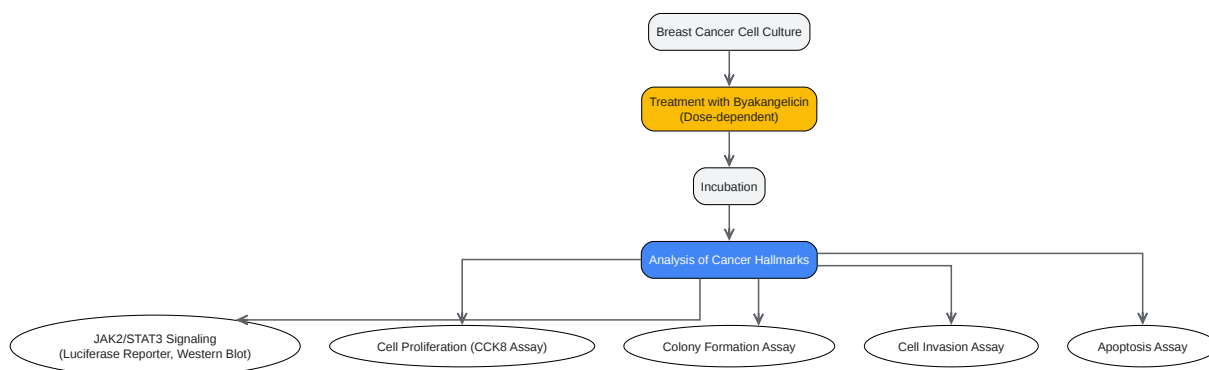 Breast Cancer Cell Culture
Treatment with Byakangelicin
(Dose-dependent)
Incubation
Analysis of Cancer Hallmarks
JAK2/STAT3 Signaling
(Luciferase Reporter, Western Blot)
Cell Proliferation (CCK8 Assay)
Colony Formation Assay
Cell Invasion Assay
Apoptosis Assay